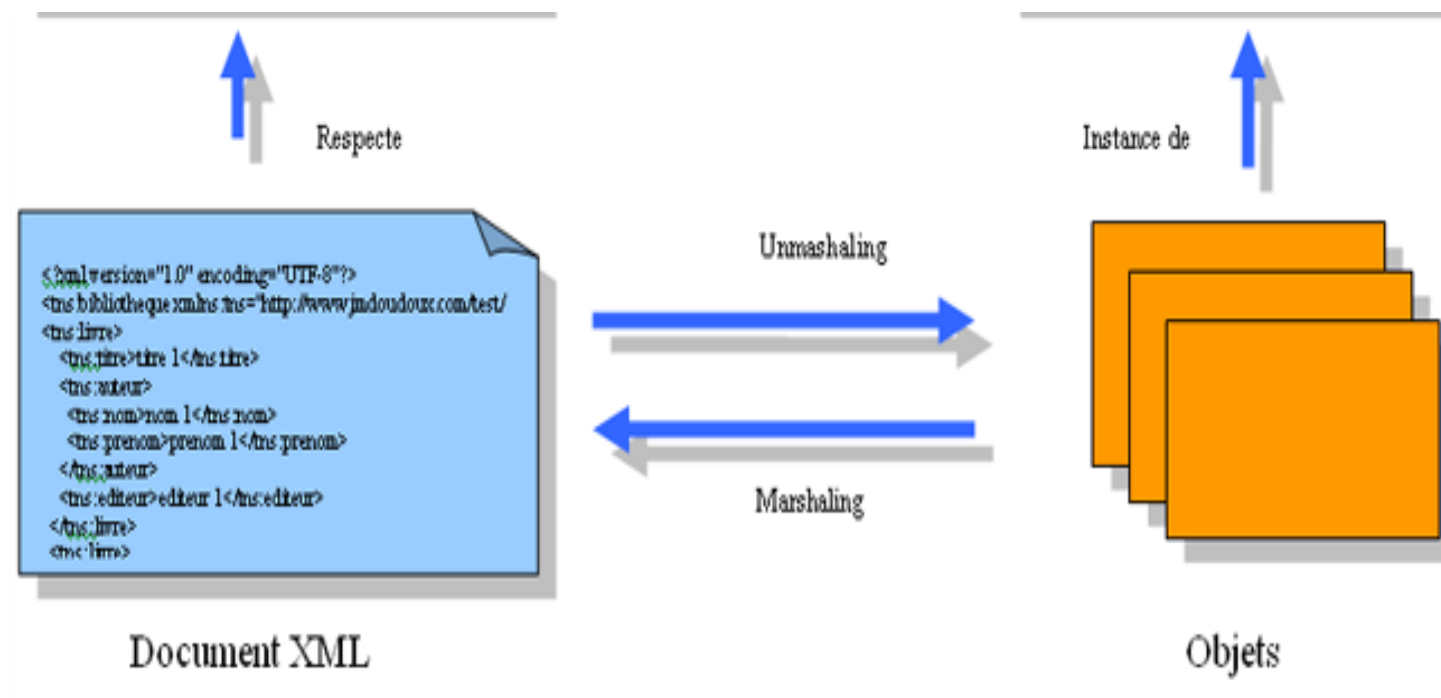 Respecte
Instance de
<?xml version="1.0" encoding="UTF-8"?>
<tns:bibliotheque xmlns:tns="http://www.jmdoudoux.com/test/
<tns:livre>
<tns:titre>titre 1</tns:titre>
<tns:auteur>
<tns:nom>nom 1</tns:nom>
<tns:prenom>prenom 1</tns:prenom>
</tns:auteur>
<tns:editeur>editeur 1</tns:editeur>
</tns:livre>
<tns:livre>
Unmashaling
Marshaling
Document XML
Objets